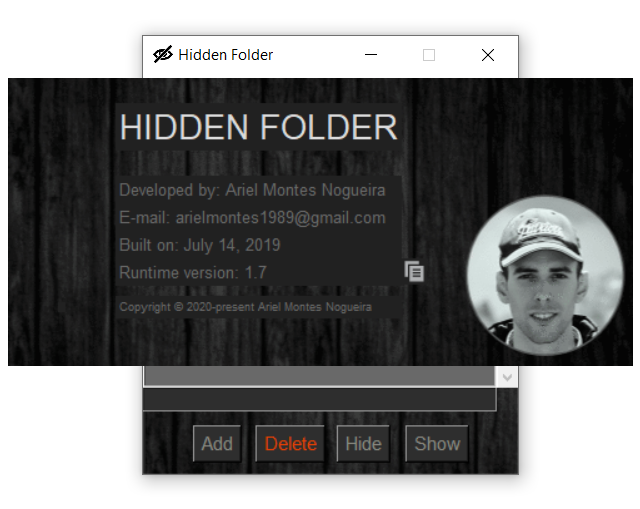 Hidden Folder
HIDDEN FOLDER
Developed by: Ariel Montes Nogueira
E-mail: arielmontes1989@gmail.com
Built on: July 14, 2019
Runtime version: 1.7
Copyright © 2020-present Ariel Montes Nogueira
Add Delete Hide Show